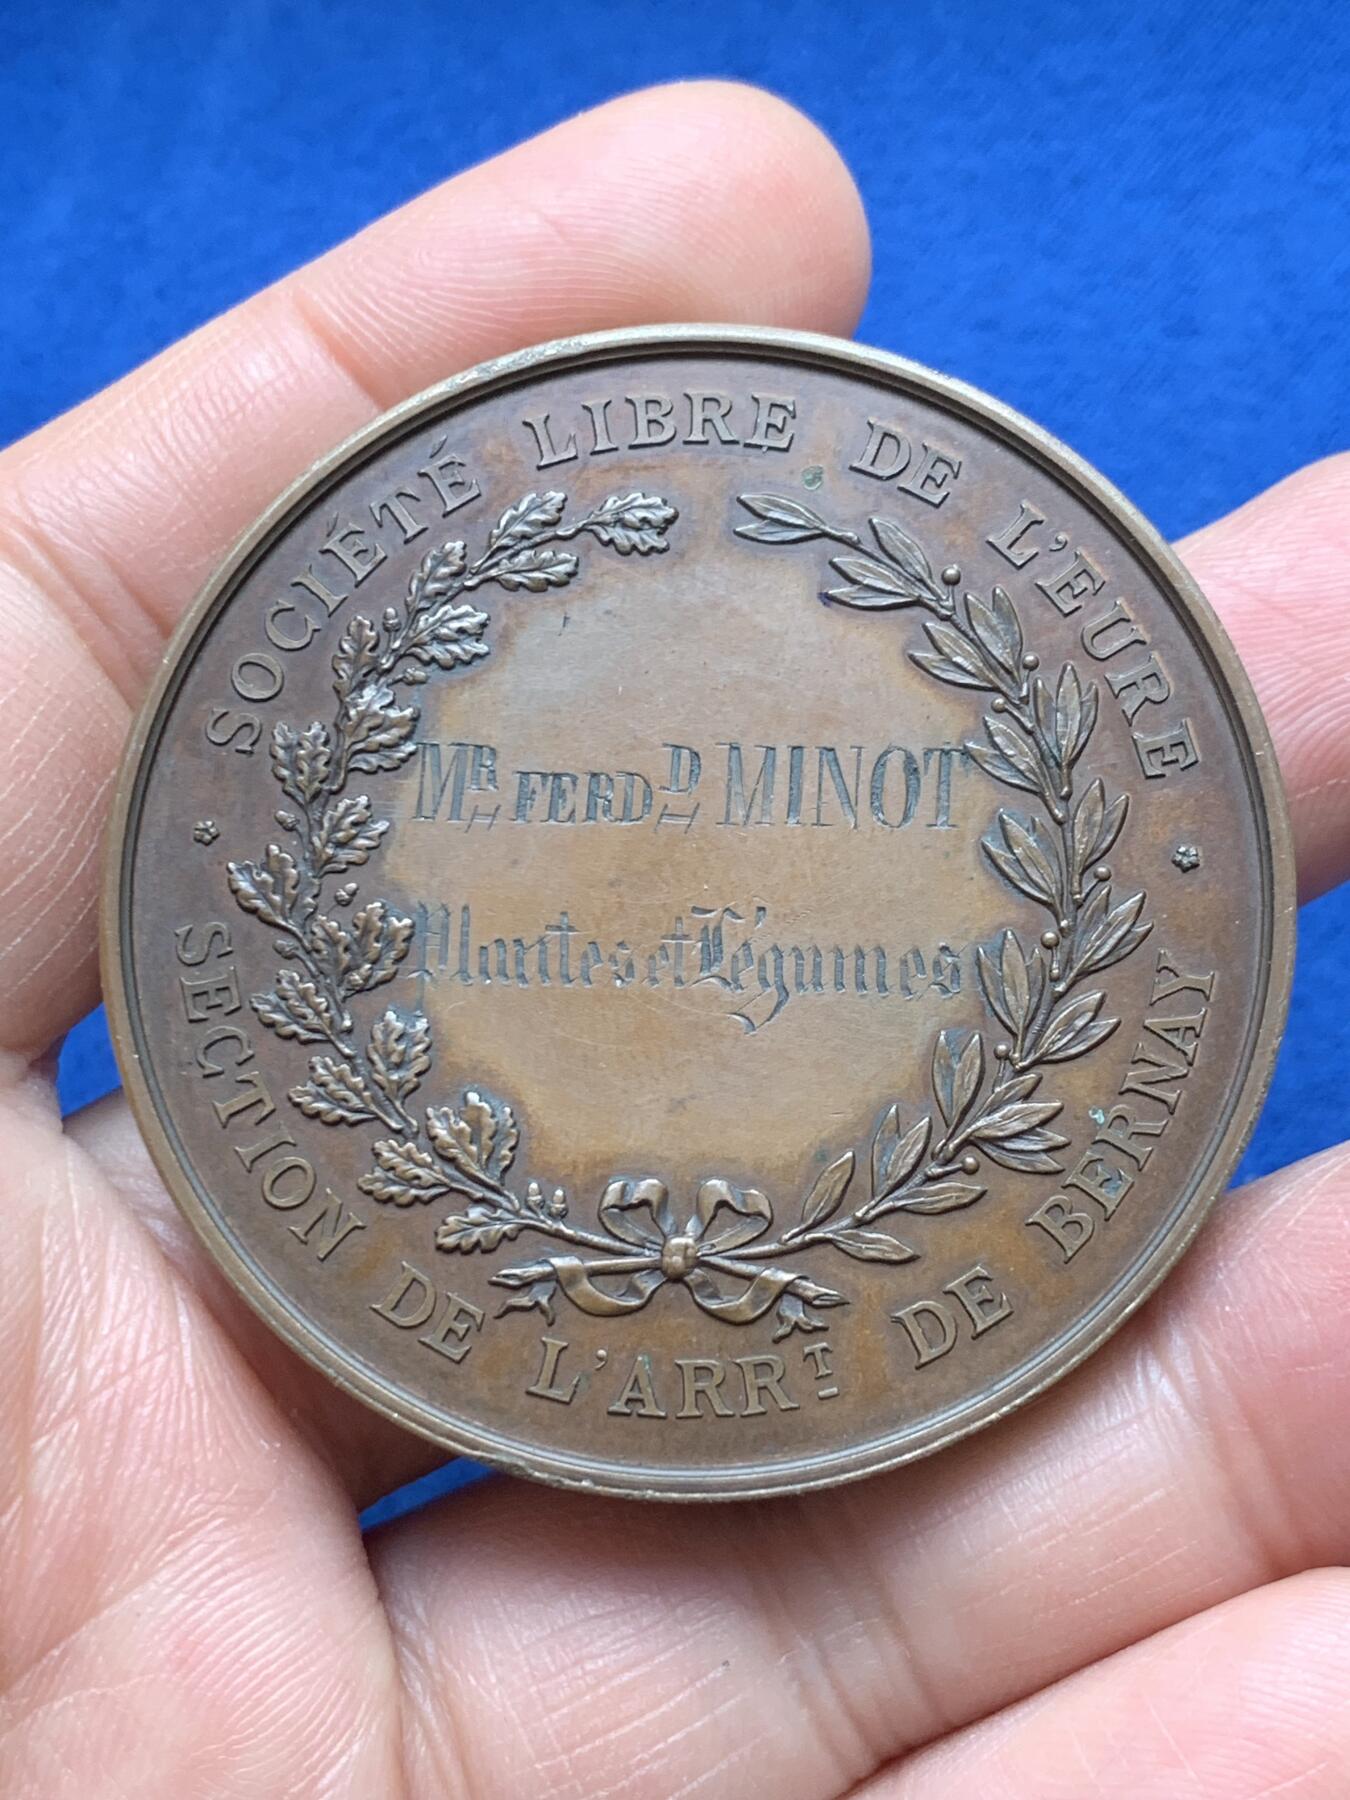 SOCIÉTÉ LIBRE DE L'EURE
Mᴿ FERDᴰ MINOT
Plantes et Légumes
SECTION DE L'ARRᵀ DE BERNAY